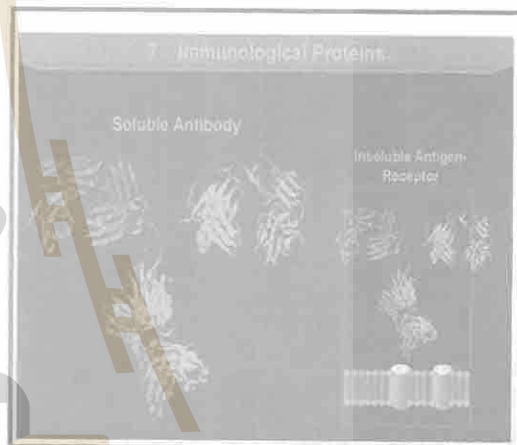 7. Immunological Proteins.
Soluble Antibody
Insoluble Antigen-
Receptor